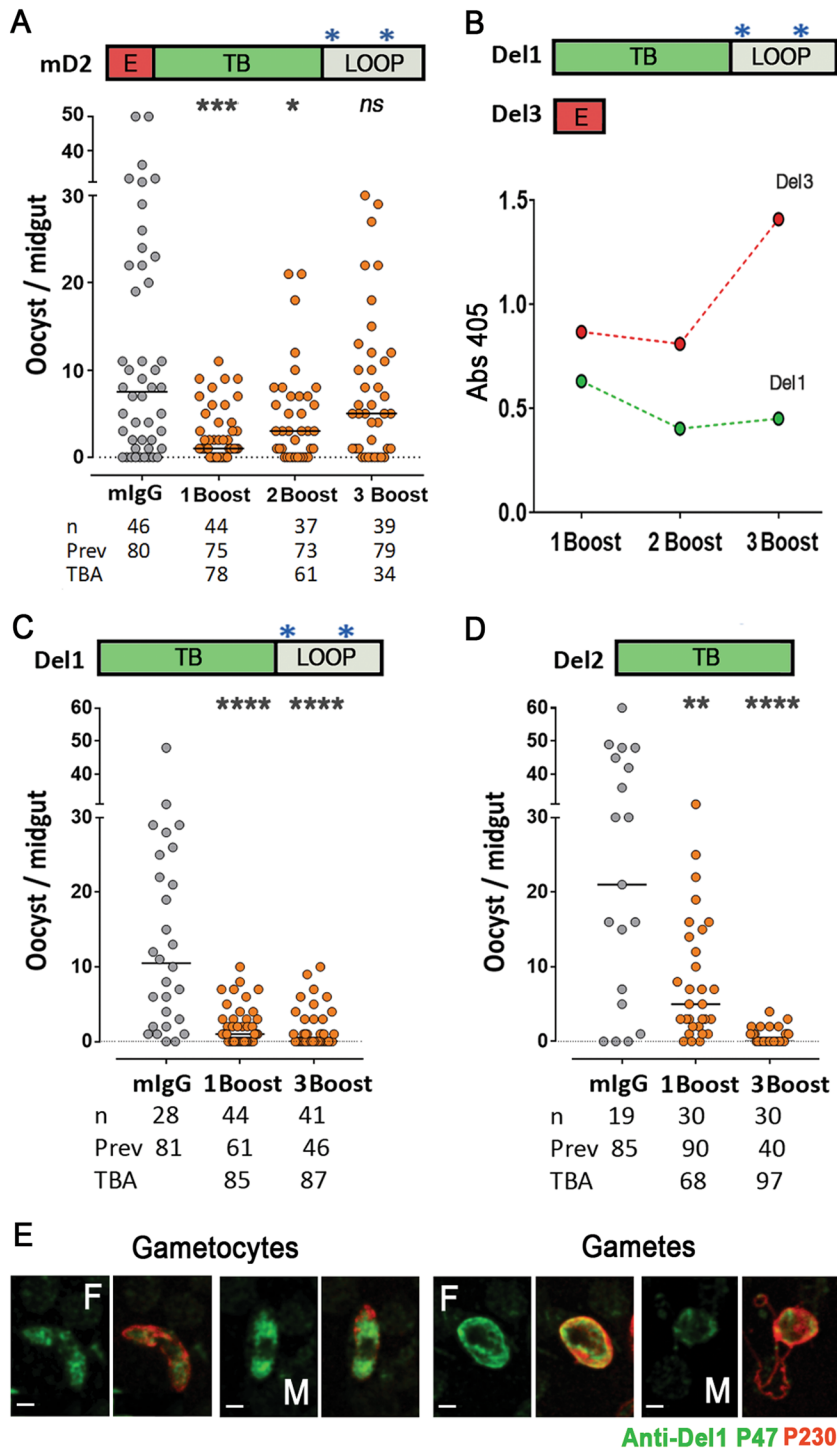 A
* *
mD2 E TB LOOP
*** * ns
50
40
30
20
10
0
Oocyst / midgut
mIgG 1 Boost 2 Boost 3 Boost
n 46 44 37 39
Prev 80 75 73 79
TBA 78 61 34
B
* *
Del1 TB LOOP
Del3 E
1.5
1.0
0.5
0.0
Abs 405
Del3
Del1
1 Boost 2 Boost 3 Boost
C
* *
Del1 TB LOOP
**** ****
60
50
40
30
20
10
0
Oocyst / midgut
mIgG 1 Boost 3 Boost
n 28 44 41
Prev 81 61 46
TBA 85 87
D
Del2 TB
** ****
60
50
40
30
20
10
0
Oocyst / midgut
mIgG 1 Boost 3 Boost
n 19 30 30
Prev 85 90 40
TBA 68 97
E
Gametocytes Gametes
F M F M
Anti-Del1 P47 P230